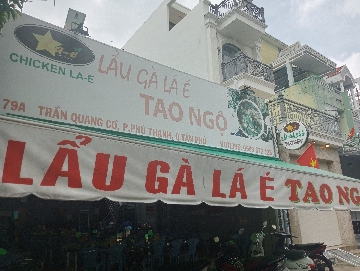 CHICKEN LA-É
LẨU GÀ LÁ É
TAO NGỘ
79A TRẦN QUANG CƠ, P.PHÚ THẠNH, Q TÂN PHÚ
HOTLINE:
LẨU GÀ LÁ É TAO NG